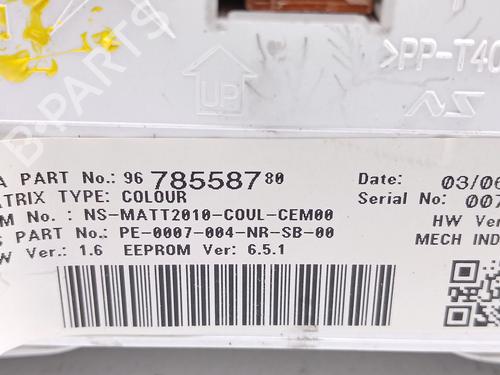 UP
>PP-T40
NS
A PART No.: 96 785587 80 Date: 03/06
TRIX TYPE: COLOUR Serial No.: 007
M No. : NS-MATT2010-COUL-CEM00 HW Ver
S PART No.: PE-0007-004-NR-SB-00 MECH IND
W Ver.: 1.6 EEPROM Ver: 6.5.1
B-Parts